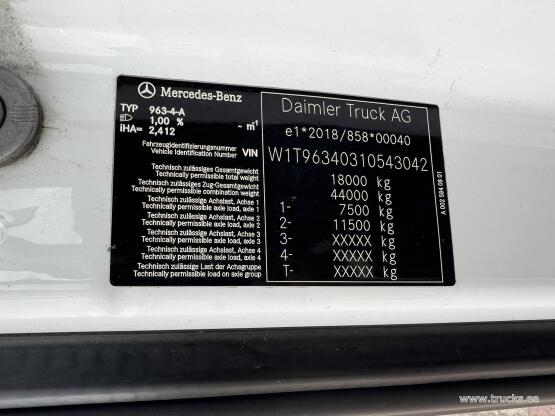 Mercedes-Benz
TYP 963-4-A
1,00 % - m¹
iHA= 2,412
Fahrzeugidentifizierungsnummer
Vehicle Identification Number VIN
Technisch zulässiges Gesamtgewicht
Technically permissible total weight
Technisch zulässiges Zug-Gesamtgewicht
Technically permissible combination weight
Technisch zulässige Achslast, Achse 1
Technically permissible axle load, axle 1
Technisch zulässige Achslast, Achse 2
Technically permissible axle load, axle 2
Technisch zulässige Achslast, Achse 3
Technically permissible axle load, axle 3
Technisch zulässige Achslast, Achse 4
Technically permissible axle load, axle 4
Technisch zulässige Last der Achsgruppe
Technically permissible load on axle group
Daimler Truck AG
e1*2018/858*00040
W1T96340310543042
18000 kg
44000 kg
1- 7500 kg
2- 11500 kg
3- XXXXX kg
4- XXXXX kg
T- XXXXX kg
A 002 584 08 01
www.trucks.ee